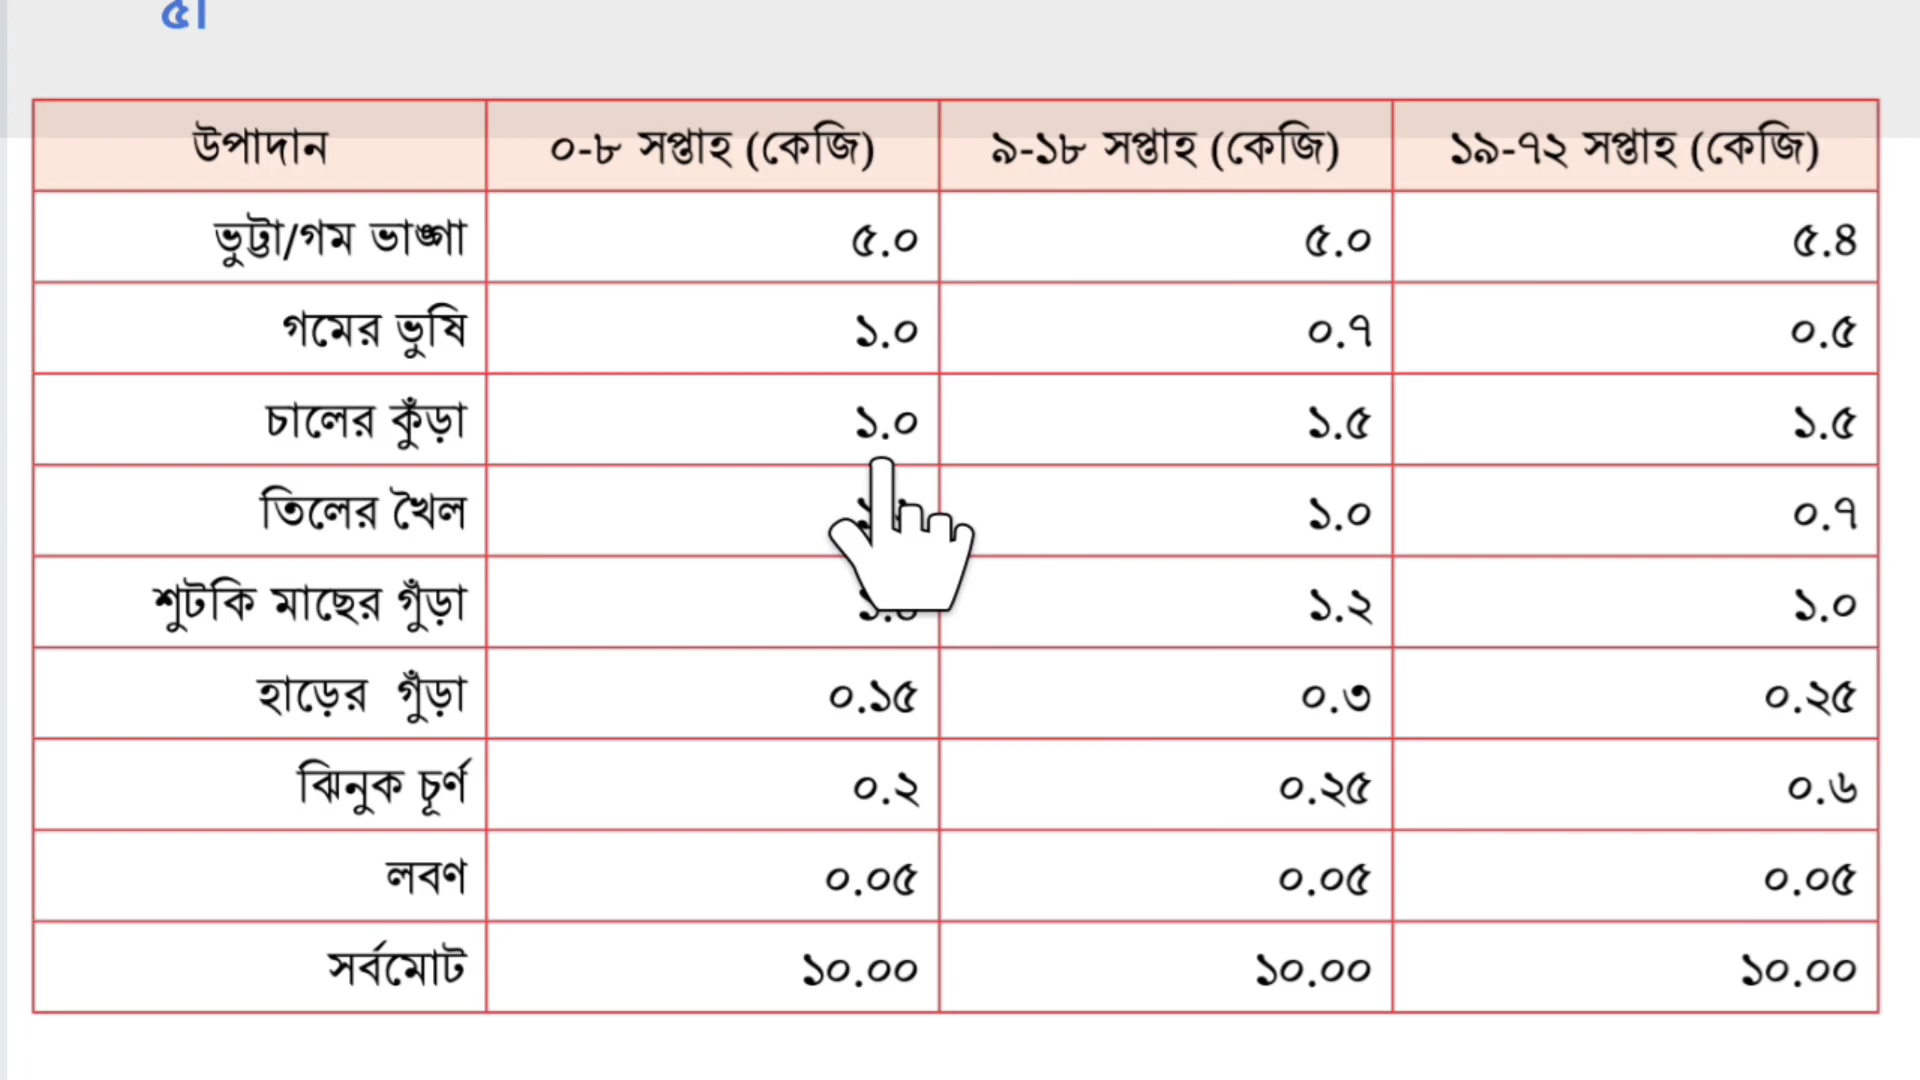 ৫।
উপাদান ০-৮ সপ্তাহ (কেজি) ৯-১৮ সপ্তাহ (কেজি) ১৯-৭২ সপ্তাহ (কেজি)
ভুট্টা/গম ভাঙ্গা ৫.০ ৫.০ ৫.৪
গমের ভুষি ১.০ ০.৭ ০.৫
চালের কুঁড়া ১.০ ১.৫ ১.৫
তিলের খৈল ১.০ ০.৭
শুটকি মাছের গুঁড়া ১.২ ১.০
হাড়ের গুঁড়া ০.১৫ ০.৩ ০.২৫
ঝিনুক চূর্ণ ০.২ ০.২৫ ০.৬
লবণ ০.০৫ ০.০৫ ০.০৫
সর্বমোট ১০.০০ ১০.০০ ১০.০০